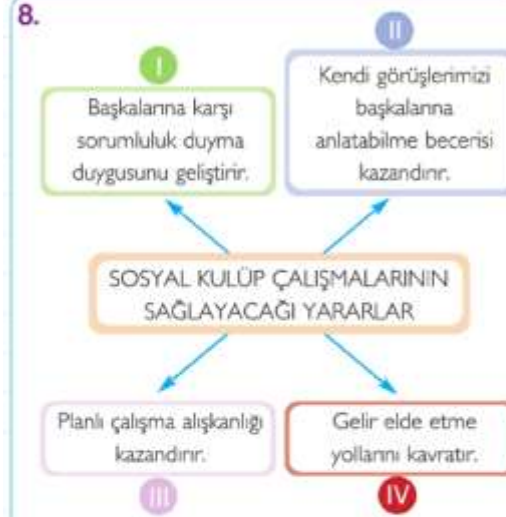 8.
I
Başkalarına karşı
sorumluluk duyma
duygusunu geliştirir.
II
Kendi görüşlerimizi
başkalarına
anlatabilme becerisi
kazandırır.
SOSYAL KULÜP ÇALIŞMALARININ
SAĞLAYACAĞI YARARLAR
Planlı çalışma alışkanlığı
kazandırır.
III
Gelir elde etme
yollarını kavratır.
IV